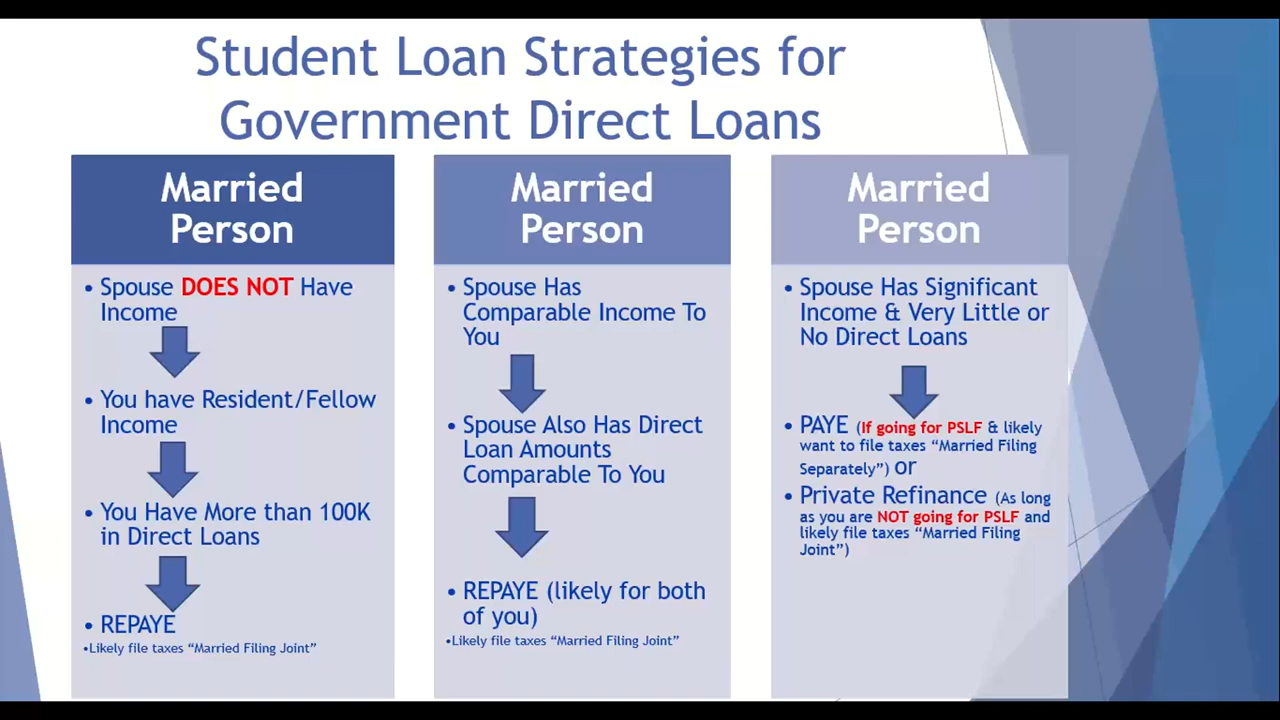 Student Loan Strategies for
Government Direct Loans
Married
Person
• Spouse DOES NOT Have
Income
• You have Resident/Fellow
Income
• You Have More than 100K
in Direct Loans
• REPAYE
•Likely file taxes “Married Filing Joint”
Married
Person
• Spouse Has
Comparable Income To
You
• Spouse Also Has Direct
Loan Amounts
Comparable To You
• REPAYE (likely for both
of you)
•Likely file taxes “Married Filing Joint”
Married
Person
• Spouse Has Significant
Income & Very Little or
No Direct Loans
• PAYE (If going for PSLF & likely
want to file taxes “Married Filing
Separately”) or
• Private Refinance (As long
as you are NOT going for PSLF and
likely file taxes “Married Filing
Joint”)